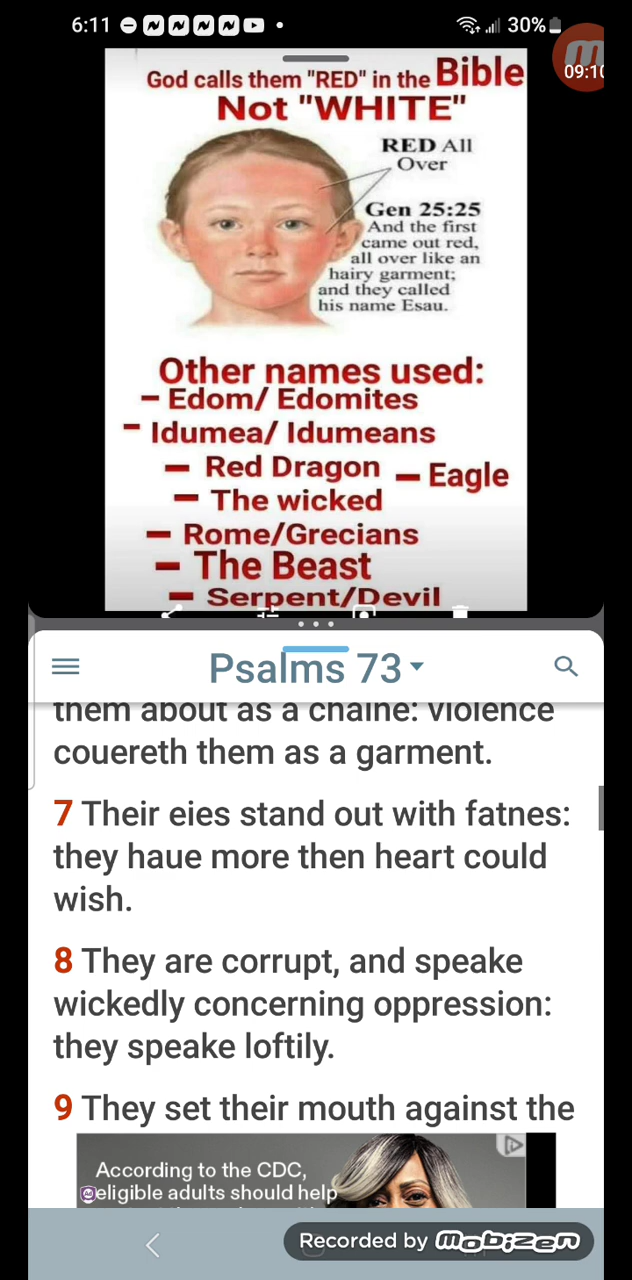 6:11
30%
09:10
God calls them "RED" in the Bible
Not "WHITE"
RED All
Over
Gen 25:25
And the first
came out red,
all over like an
hairy garment;
and they called
his name Esau.
Other names used:
– Edom/ Edomites
- Idumea/ Idumeans
– Red Dragon – Eagle
– The wicked
– Rome/Grecians
– The Beast
– Serpent/Devil
Psalms 73
them about as a chaine: violence
couereth them as a garment.
7 Their eies stand out with fatnes:
they haue more then heart could
wish.
8 They are corrupt, and speake
wickedly concerning oppression:
they speake loftily.
9 They set their mouth against the
According to the CDC,
eligible adults should help
Recorded by mobizen